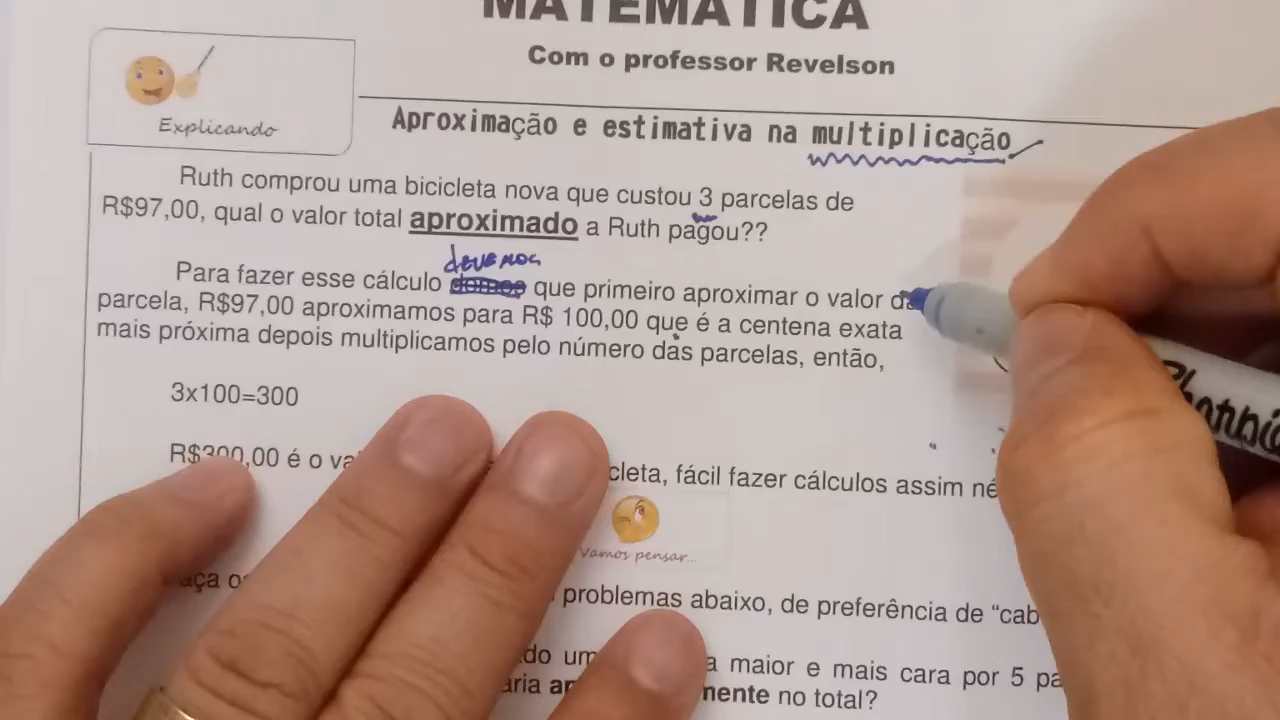 MATEMÁTICA
Com o professor Revelson
Explicando
Aproximação e estimativa na multiplicação
Ruth comprou uma bicicleta nova que custou 3 parcelas de
R$97,00, qual o valor total aproximado a Ruth pagou??
devemos
Para fazer esse cálculo demos que primeiro aproximar o valor da
parcela, R$97,00 aproximamos para R$ 100,00 que é a centena exata
mais próxima depois multiplicamos pelo número das parcelas, então,
3x100=300
R$300,00 é o cleta, fácil fazer cálculos assim né
Vamos pensar...
problemas abaixo, de preferência de “cab
a maior e mais cara por 5
mente no total?
Sharpie